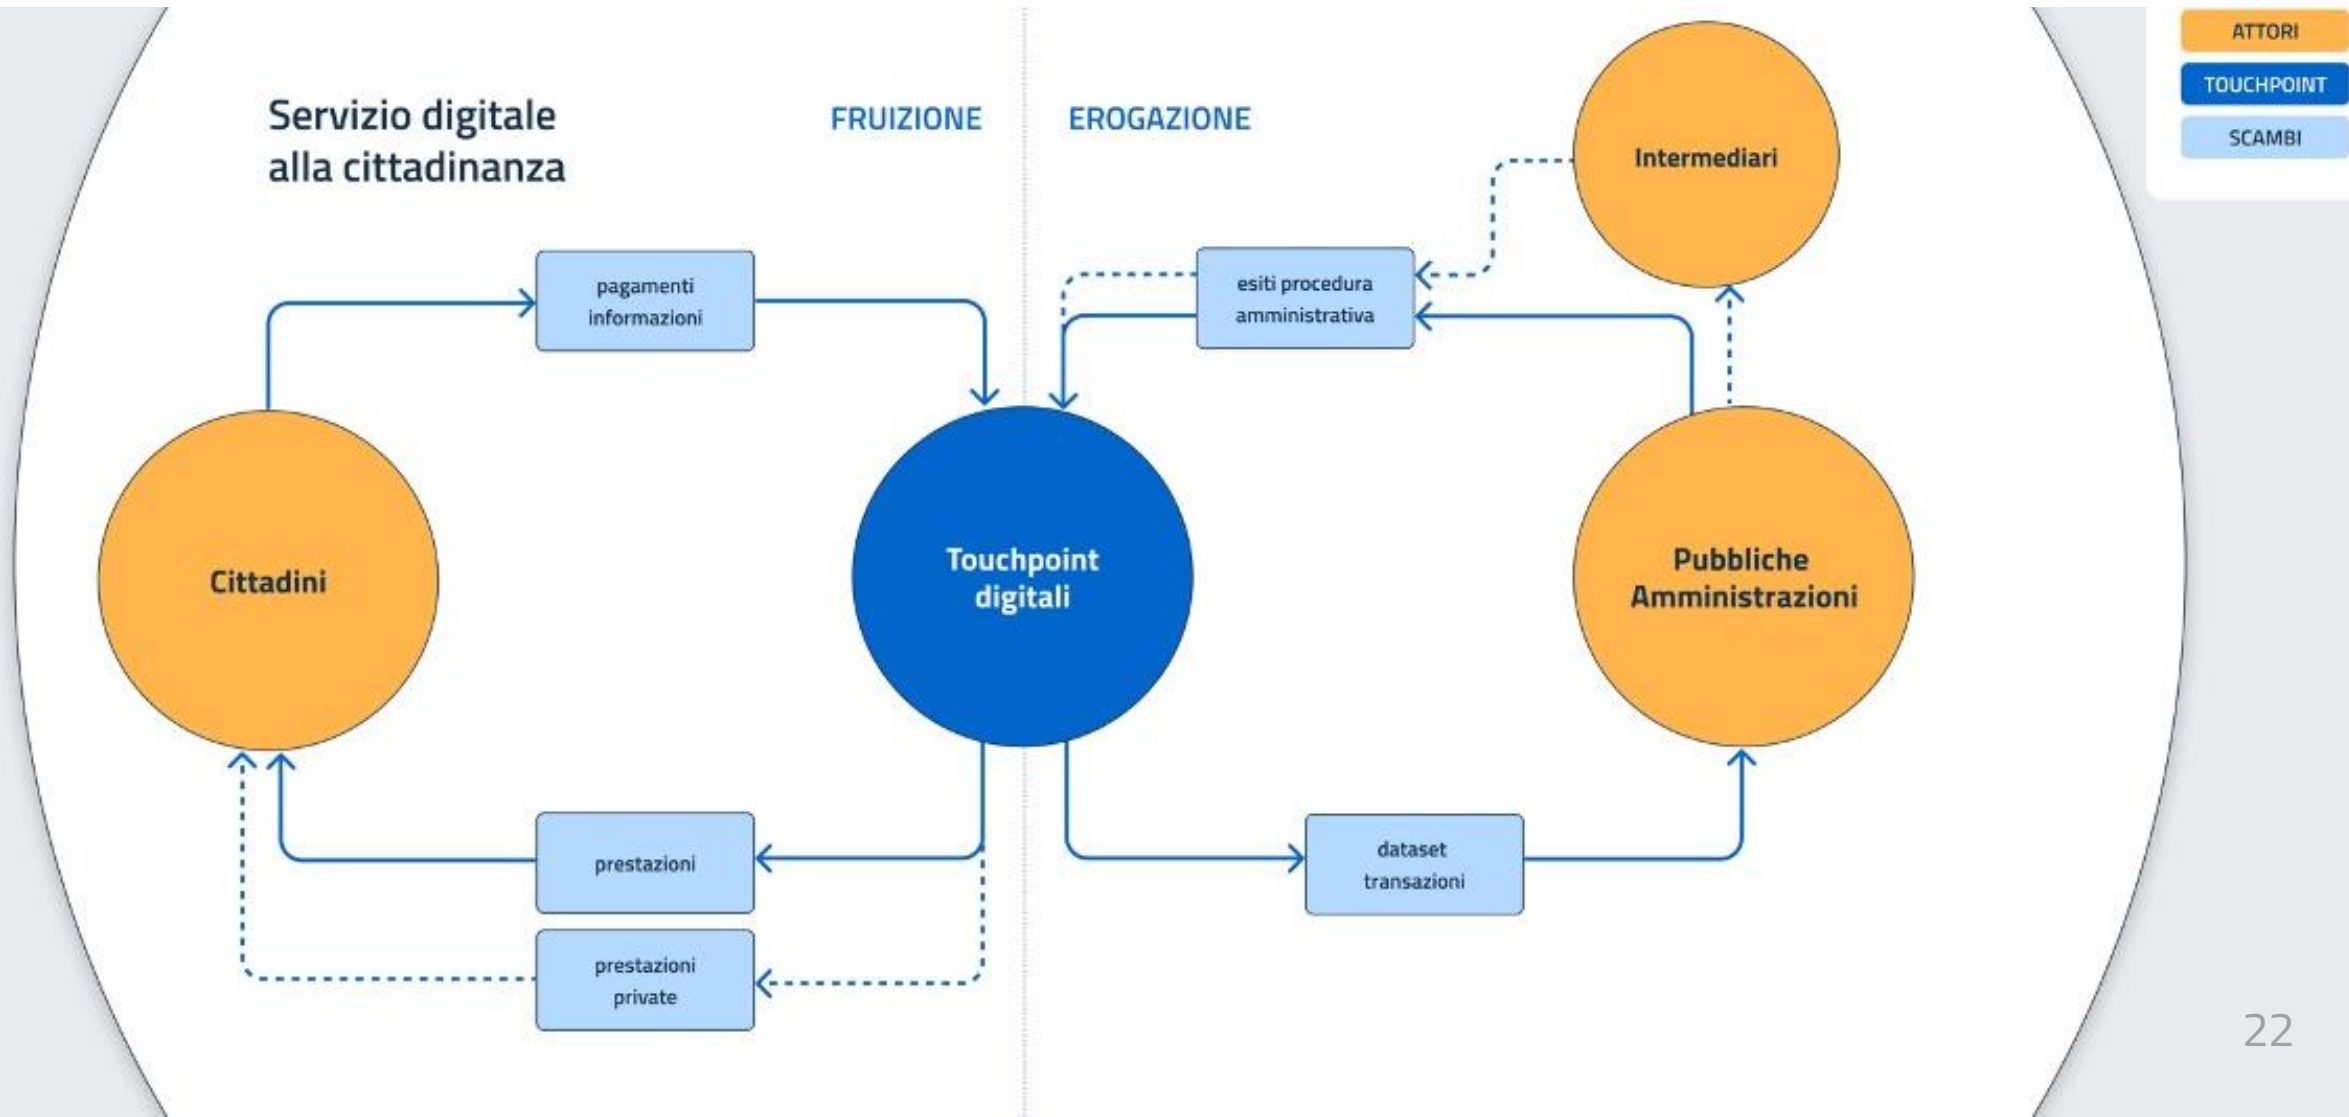 ATTORI
TOUCHPOINT
SCAMBI
Servizio digitale
alla cittadinanza
FRUIZIONE
EROGAZIONE
Intermediari
pagamenti
informazioni
esiti procedura
amministrativa
Cittadini
Touchpoint
digitali
Pubbliche
Amministrazioni
prestazioni
dataset
transazioni
prestazioni
private
22